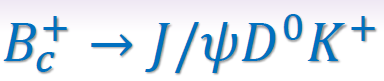 B_c^+ → J/ψD^0K^+